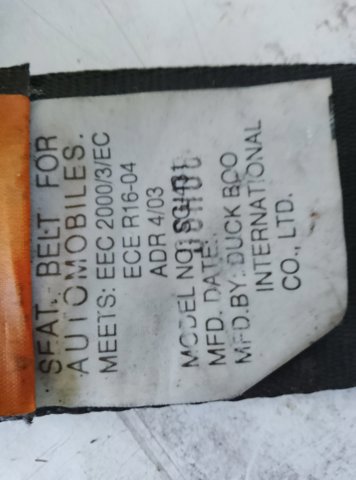 SEAT BELT FOR
AUTOMOBILES.
MEETS: EEC 2000/3/EC
ECE R16-04
ADR 4/03
MODEL NO:
MFD. DATE:
MFD.BY: DUCK BOO
INTERNATIONAL
CO., LTD.